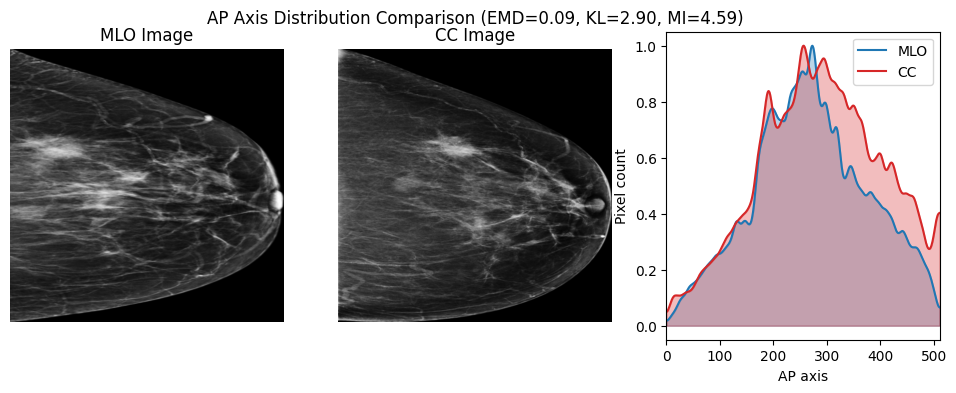 AP Axis Distribution Comparison (EMD=0.09, KL=2.90, MI=4.59)
MLO Image
CC Image
MLO
CC
Pixel count
1.0
0.8
0.6
0.4
0.2
0.0
0 100 200 300 400 500
AP axis